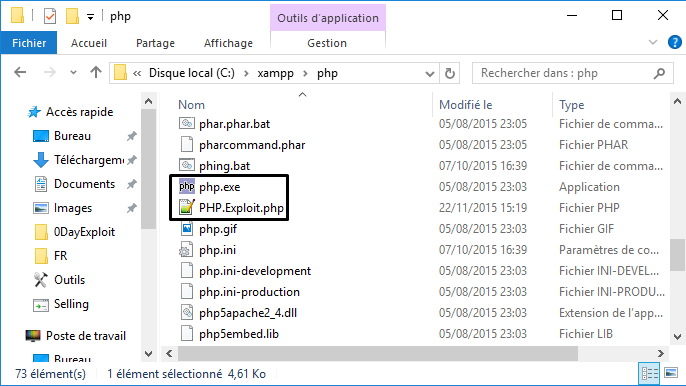 php
Outils d'application
Fichier Accueil Partage Affichage Gestion
Disque local (C:) xampp php
Rechercher dans : php
Nom Modifié le Type
Accès rapide
Bureau
Téléchargeme
Documents
Images
0DayExploit
FR
Outils
Selling
Poste de travail
Bureau
phar.phar.bat 05/08/2015 23:05 Fichier de comma...
pharcommand.phar 05/08/2015 23:05 Fichier PHAR
phing.bat 07/10/2015 16:39 Fichier de comma...
php php.exe 05/08/2015 23:03 Application
PHP.Exploit.php 22/11/2015 15:19 Fichier PHP
php.gif 05/08/2015 23:03 Fichier GIF
php.ini 07/10/2015 16:39 Paramètres de co...
php.ini-development 05/08/2015 23:03 Fichier INI-DEVEL...
php.ini-production 05/08/2015 23:03 Fichier INI-PRODU...
php5apache2_4.dll 05/08/2015 23:03 Extension de l'app...
php5embed.lib 05/08/2015 23:03 Fichier LIB
73 élément(s) 1 élément sélectionné 4,61 Ko